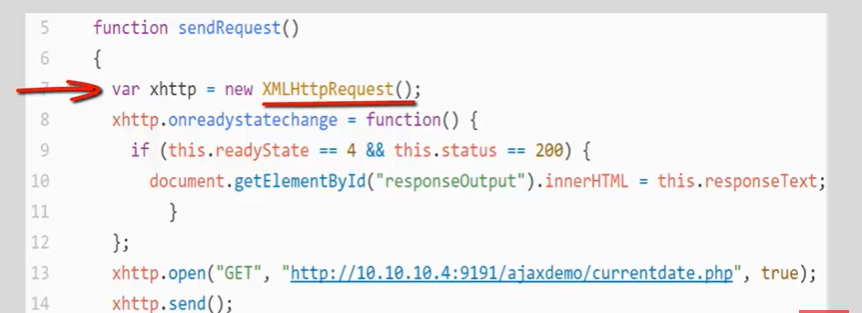 5 function sendRequest()
6 {
7 var xhttp = new XMLHttpRequest();
8 xhttp.onreadystatechange = function() {
9 if (this.readyState == 4 && this.status == 200) {
10 document.getElementById("responseOutput").innerHTML = this.responseText;
11 }
12 };
13 xhttp.open("GET", "http://10.10.10.4:9191/ajaxdemo/currentdate.php", true);
14 xhttp.send();